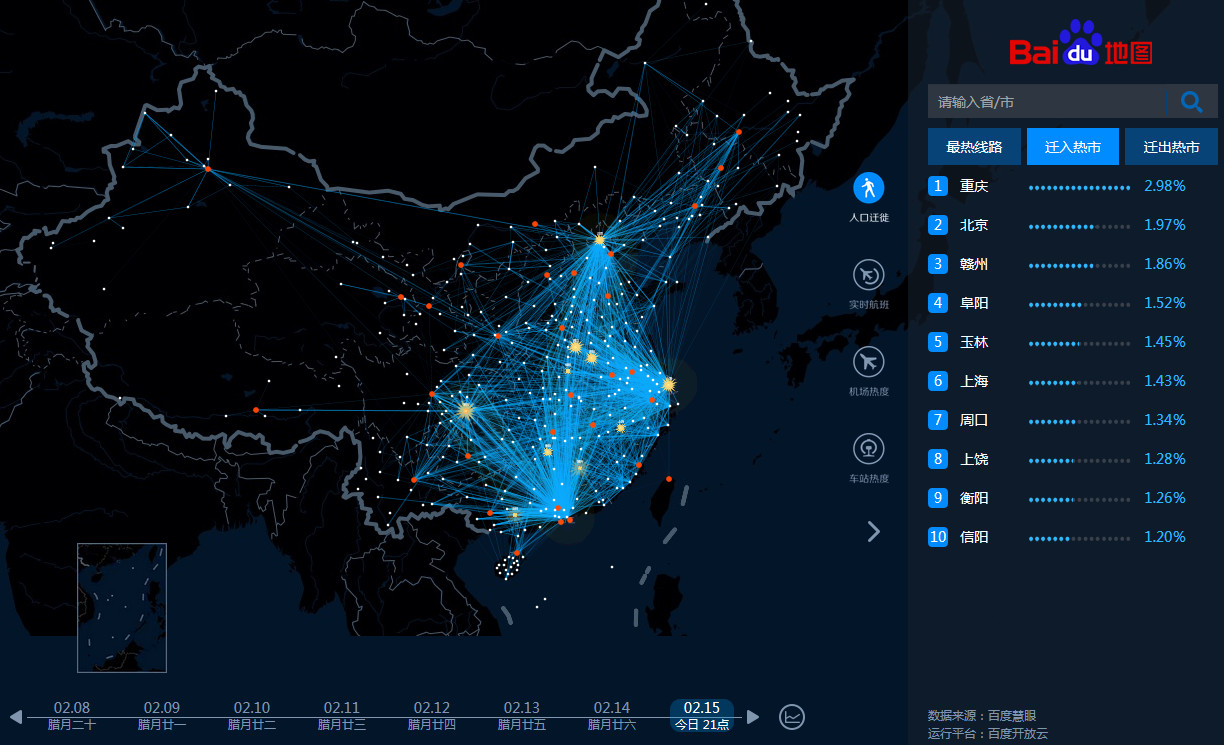 Baidu地图
请输入省/市
最热线路 迁入热市 迁出热市
1 重庆 2.98%
2 北京 1.97%
3 赣州 1.86%
4 阜阳 1.52%
5 玉林 1.45%
6 上海 1.43%
7 周口 1.34%
8 上饶 1.28%
9 衡阳 1.26%
10 信阳 1.20%
人口迁徙
实时航班
机场热度
车站热度
02.08 02.09 02.10 02.11 02.12 02.13 02.14 02.15
腊月二十 腊月廿一 腊月廿二 腊月廿三 腊月廿四 腊月廿五 腊月廿六 今日 21点
数据来源：百度慧眼
运行平台：百度开放云